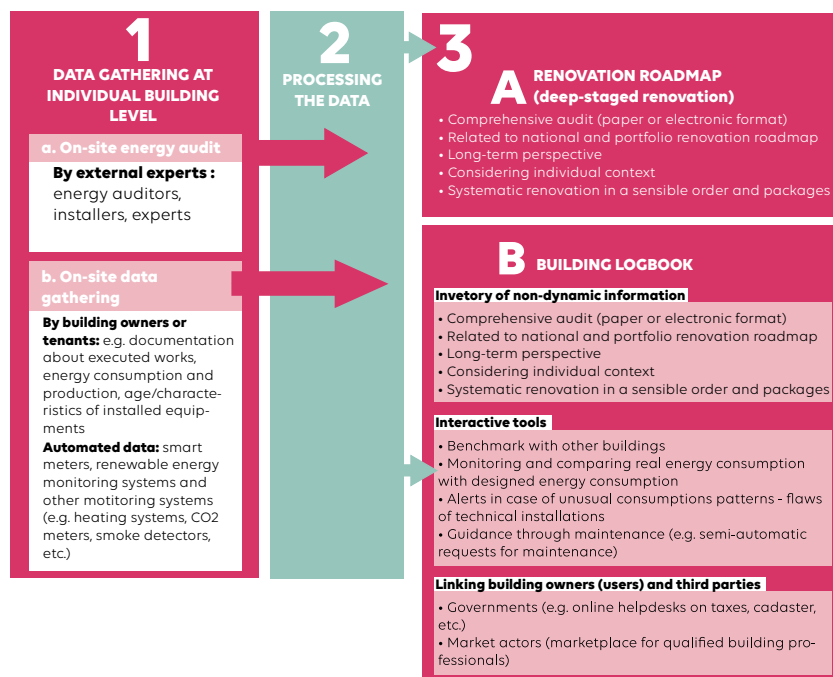 1
DATA GATHERING AT
INDIVIDUAL BUILDING
LEVEL
a. On-site energy audit
By external experts :
energy auditors,
installers, experts
b. On-site data
gathering
By building owners or
tenants: e.g. documentation
about executed works,
energy consumption and
production, age/characte-
ristics of installed equip-
ments
Automated data: smart
meters, renewable energy
monitoring systems and
other motitoring systems
(e.g. heating systems, CO2
meters, smoke detectors,
etc.)
2
PROCESSING
THE DATA
3
A RENOVATION ROADMAP
(deep-staged renovation)
• Comprehensive audit (paper or electronic format)
• Related to national and portfolio renovation roadmap
• Long-term perspective
• Considering individual context
• Systematic renovation in a sensible order and packages
B BUILDING LOGBOOK
Invetory of non-dynamic information
• Comprehensive audit (paper or electronic format)
• Related to national and portfolio renovation roadmap
• Long-term perspective
• Considering individual context
• Systematic renovation in a sensible order and packages
Interactive tools
• Benchmark with other buildings
• Monitoring and comparing real energy consumption
with designed energy consumption
• Alerts in case of unusual consumptions patterns - flaws
of technical installations
• Guidance through maintenance (e.g. semi-automatic
requests for maintenance)
Linking building owners (users) and third parties
• Governments (e.g. online helpdesks on taxes, cadaster,
etc.)
• Market actors (marketplace for qualified building pro-
fessionals)